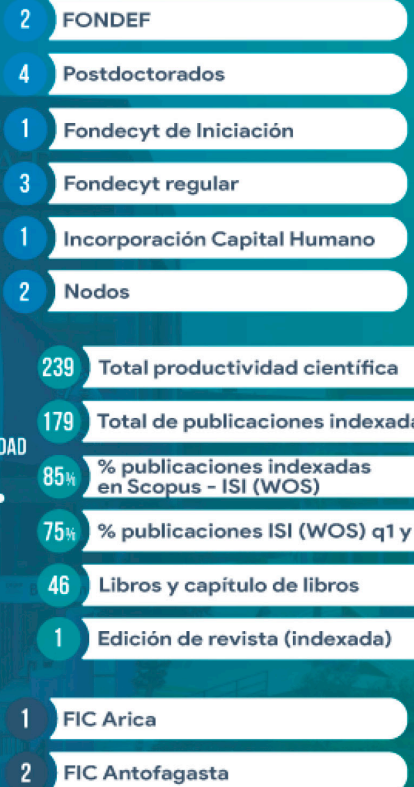 2 FONDEF
4 Postdoctorados
1 Fondecyt de Iniciación
3 Fondecyt regular
1 Incorporación Capital Humano
2 Nodos
239 Total productividad científica
179 Total de publicaciones
85% % publicaciones indexadas
en Scopus - ISI (WOS)
75% % publicaciones ISI (WOS) q1 y
46 Libros y capítulo de libros
1 Edición de revista (indexada)
1 FIC Arica
2 FIC Antofagasta